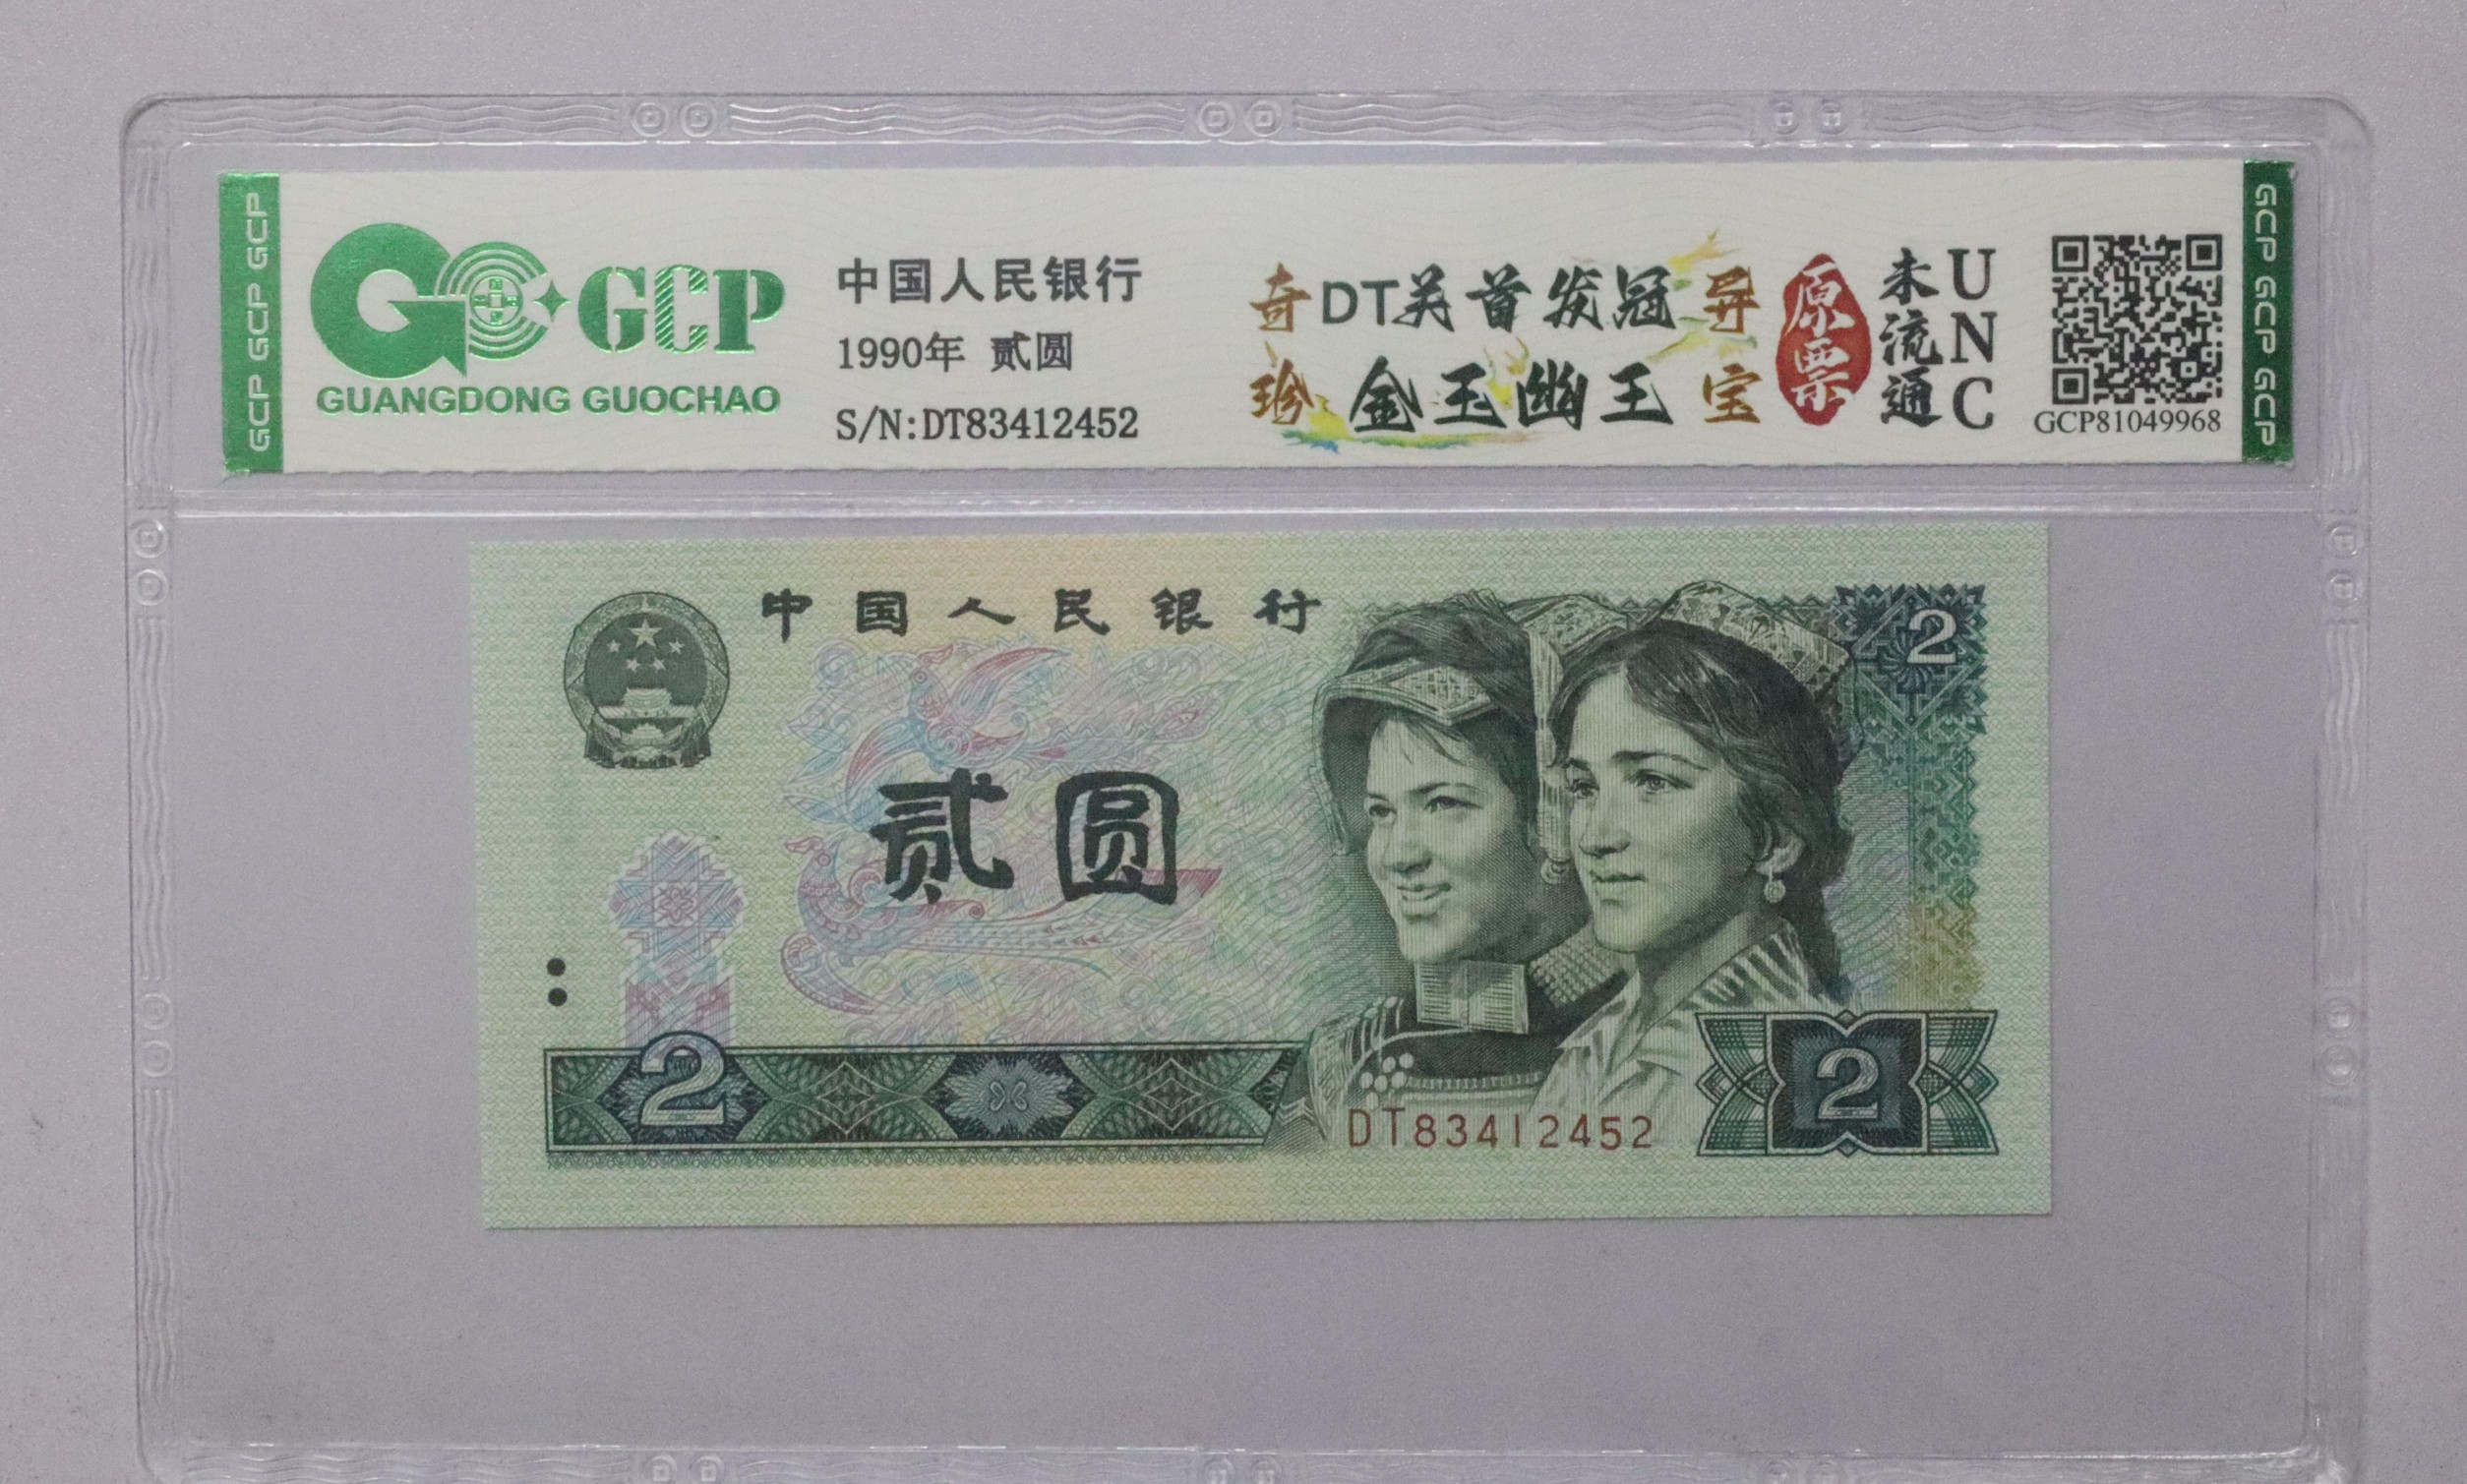 GCP GCP GCP
GCP
GUANGDONG GUOCHAO
中国人民银行
1990年 贰圆
S/N:DT83412452
奇DT关首发冠异
珍金玉幽王宝
原票
未流通
UNC
GCP81049968
GCP GCP GCP
中国人民银行
2
贰圆
2
DT83412452
2